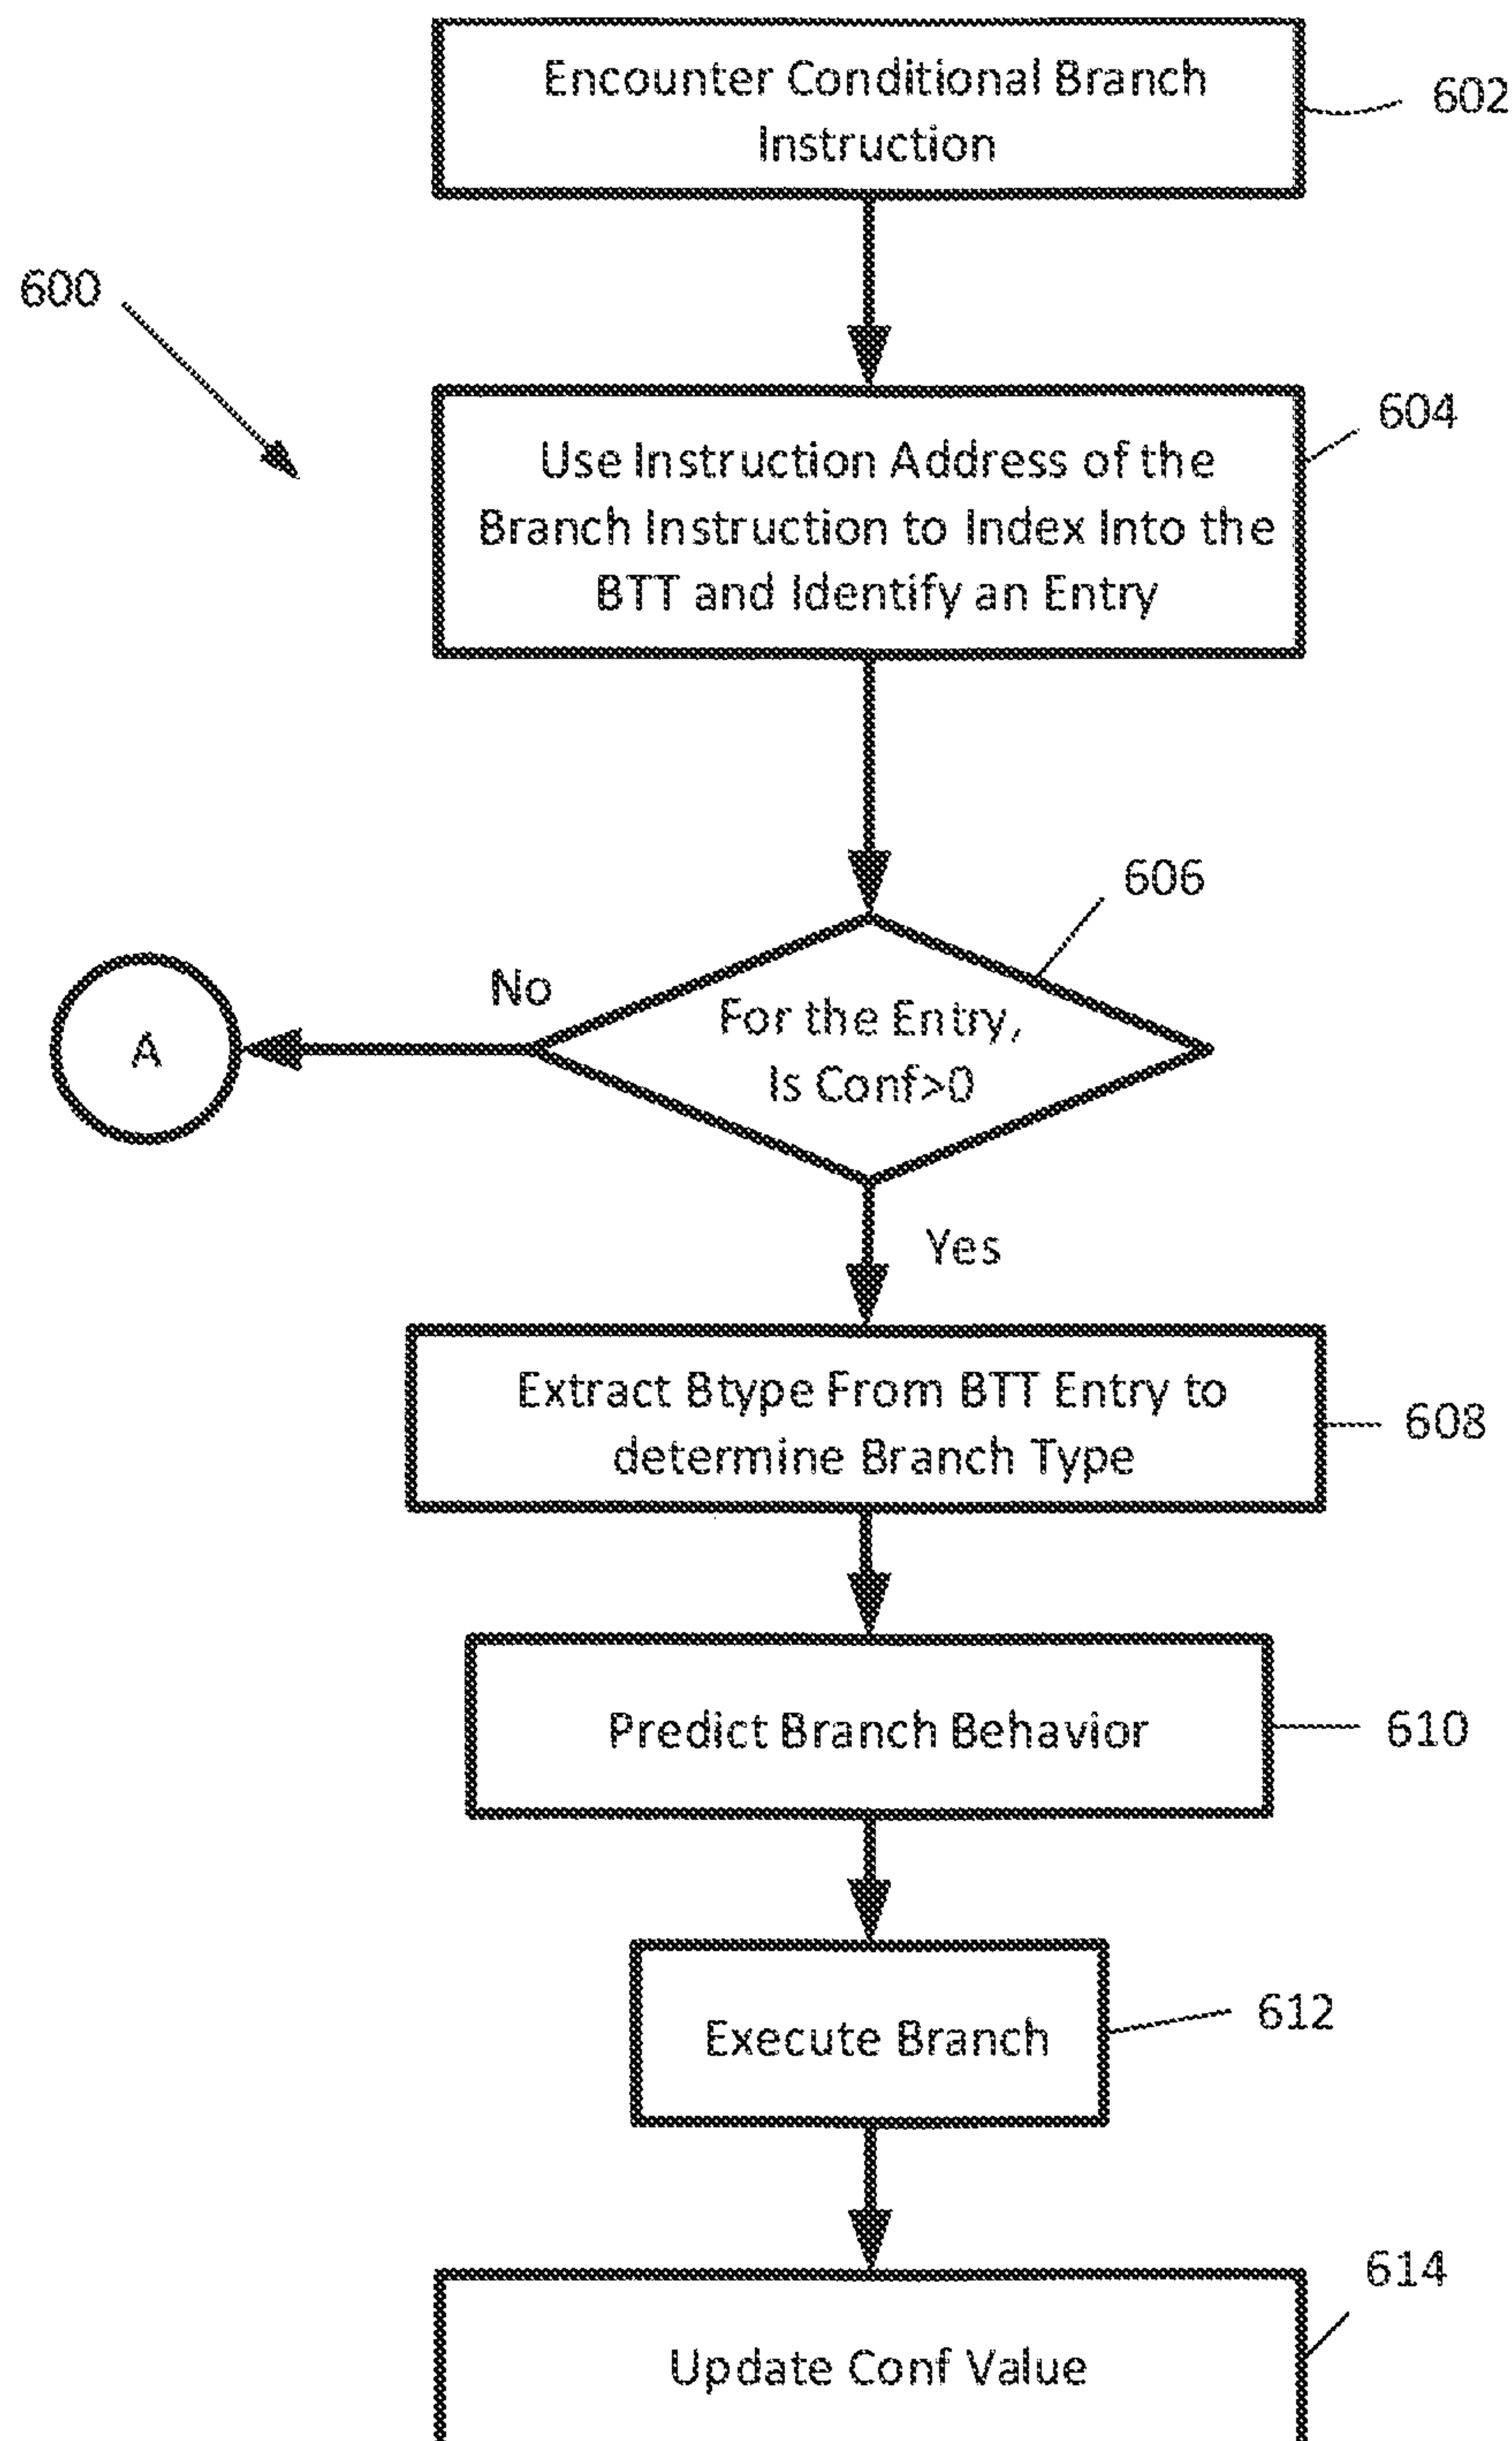 Encounter Conditional Branch
Instruction
602
600
604
Use Instruction Address of the
Branch Instruction to Index Into the
BTT and Identify an Entry
606
No
A
For the Entry,
Is Conf>0
Yes
Extract Btype From BTT Entry to
determine Branch Type
608
Predict Branch Behavior
610
Execute Branch
612
614
Update Conf Value